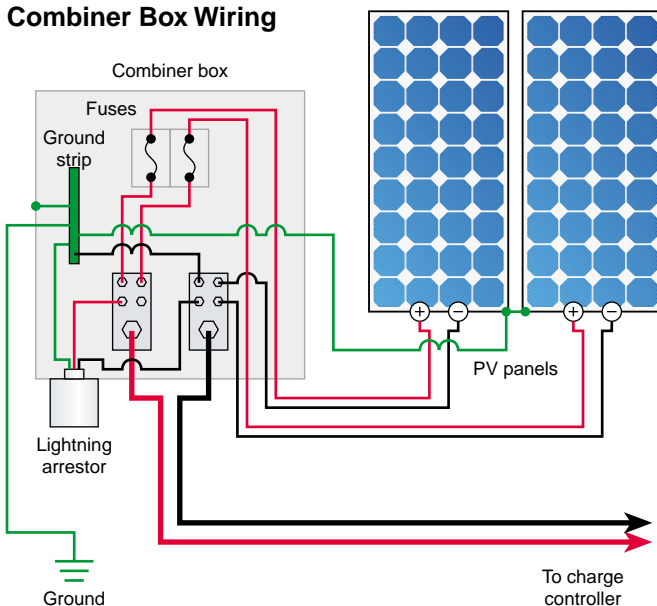 Combiner Box Wiring
Combiner box
Fuses
Ground
strip
+
−
+
−
PV panels
Lightning
arrestor
Ground
To charge
controller